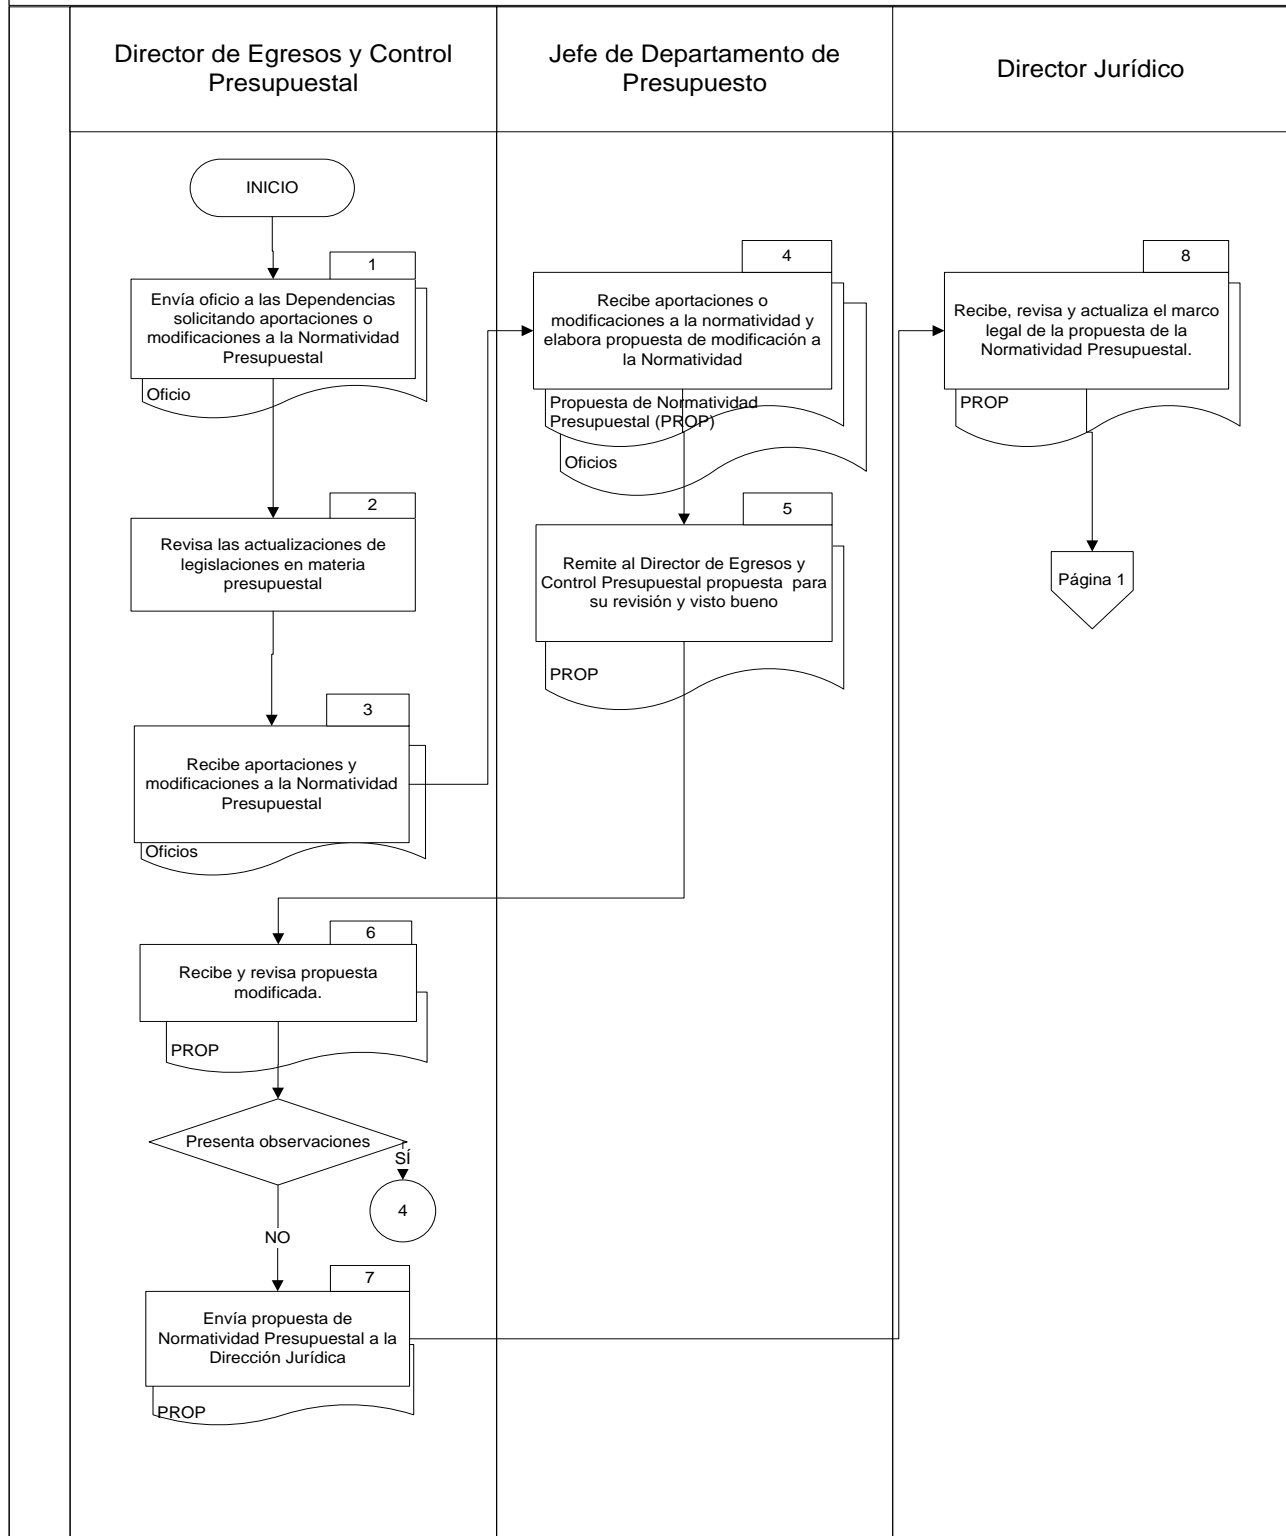 Director de Egresos y Control
Presupuestal
Jefe de Departamento de
Presupuesto
Director Jurídico
INICIO
1
Envía oficio a las Dependencias
solicitando aportaciones o
modificaciones a la Normatividad
Presupuestal
Oficio
2
Revisa las actualizaciones de
legislaciones en materia
presupuestal
3
Recibe aportaciones y
modificaciones a la Normatividad
Presupuestal
Oficios
4
Recibe aportaciones o
modificaciones a la normatividad y
elabora propuesta de modificación a
la Normatividad
Propuesta de Normatividad
Presupuestal (PROP)
Oficios
5
Remite al Director de Egresos y
Control Presupuestal propuesta  para
su revisión y visto bueno
PROP
6
Recibe y revisa propuesta
modificada.
PROP
Presenta observaciones
SÍ
4
NO
7
Envía propuesta de
Normatividad Presupuestal a la
Dirección Jurídica
PROP
8
Recibe, revisa y actualiza el marco
legal de la propuesta de la
Normatividad Presupuestal.
PROP
Página 1